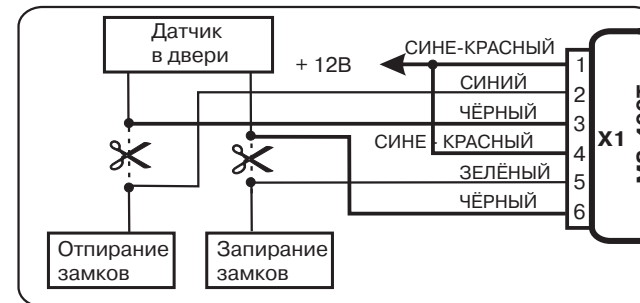 Датчик
в двери
+ 12В
СИНЕ-КРАСНЫЙ
1
СИНИЙ
2
ЧЁРНЫЙ
3
СИНЕ - КРАСНЫЙ
4
X1
ЗЕЛЁНЫЙ
5
ЧЁРНЫЙ
6
Отпирание
замков
Запирание
замков